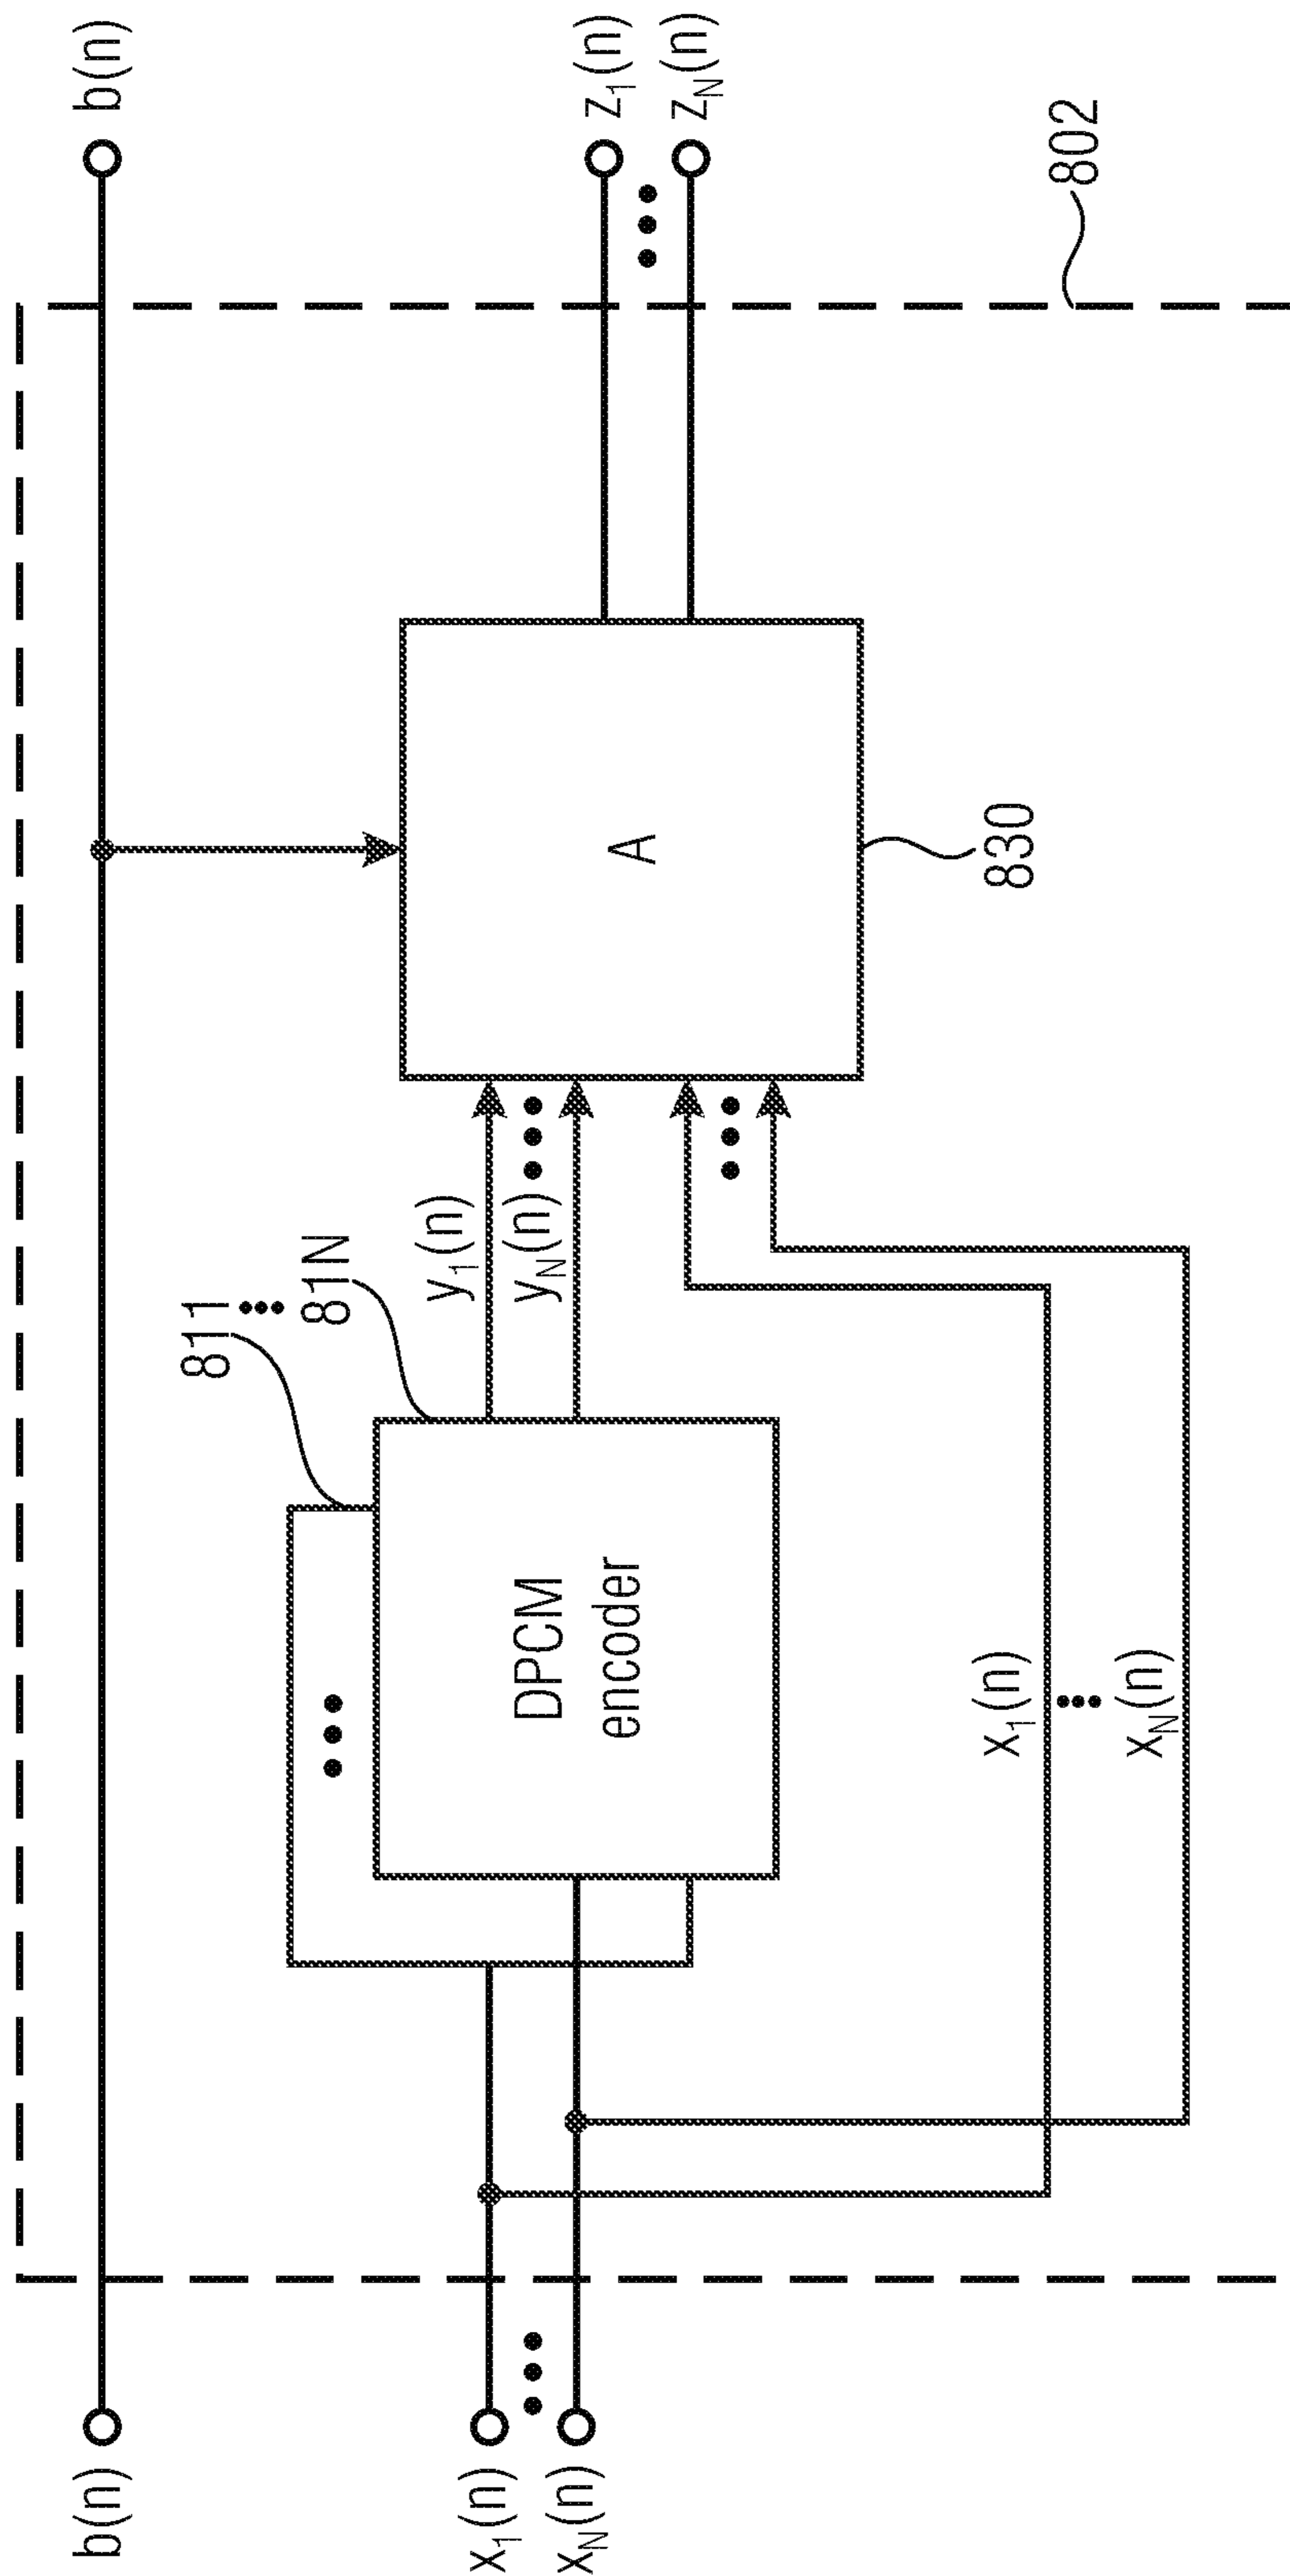 b(n)
b(n)
811
81N
y₁(n)
yN(n)
x₁(n)
xN(n)
DPCM
encoder
A
z₁(n)
zN(n)
830
x₁(n)
xN(n)
802